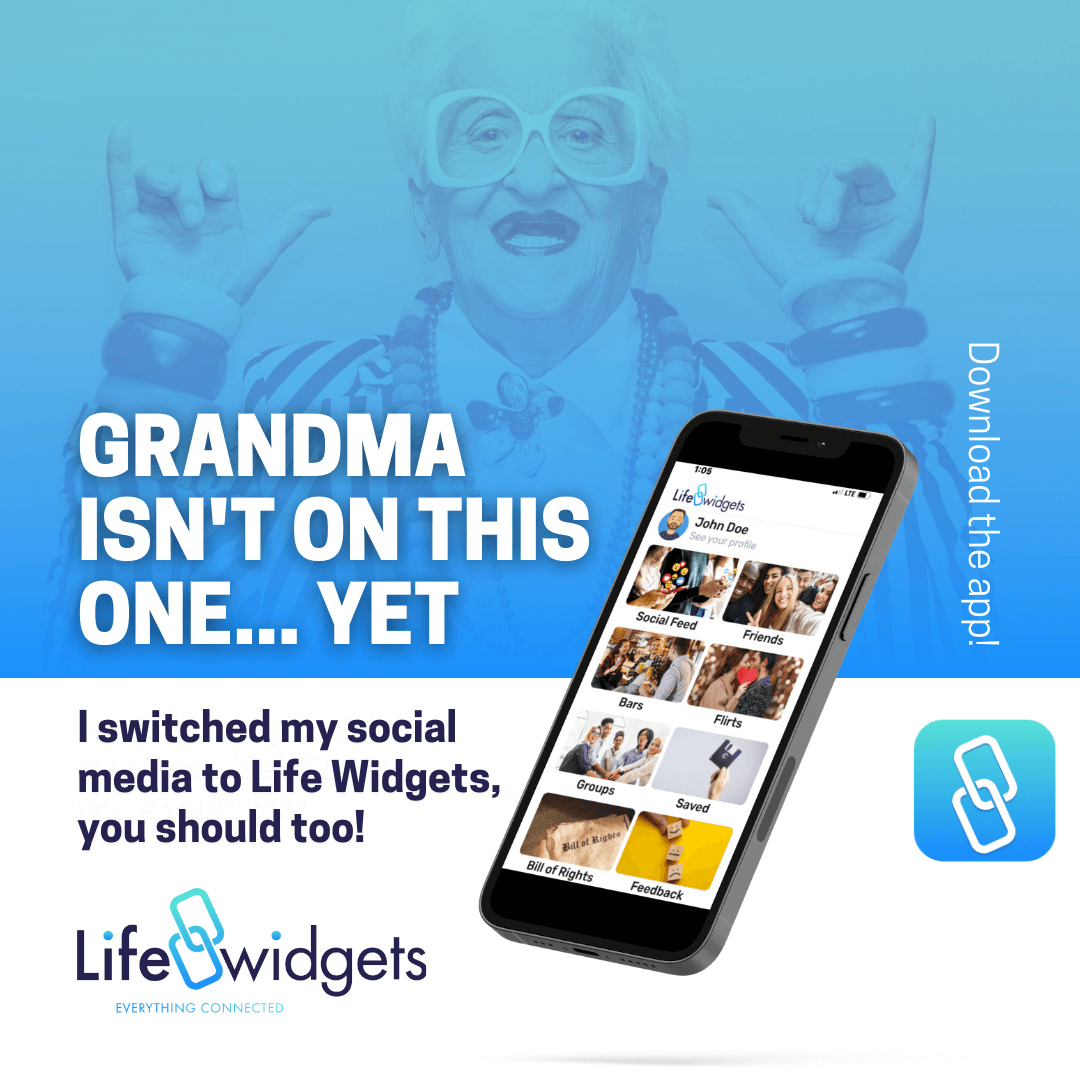 GRANDMA
ISN'T ON THIS
ONE... YET
Download the app!
1:05
LTE
Life widgets
John Doe
See your profile
Social Feed
Friends
Bars
Flirts
Groups
Saved
Bill of Rights
Bill of Rights
Feedback
I switched my social
media to Life Widgets,
you should too!
Life widgets
EVERYTHING CONNECTED